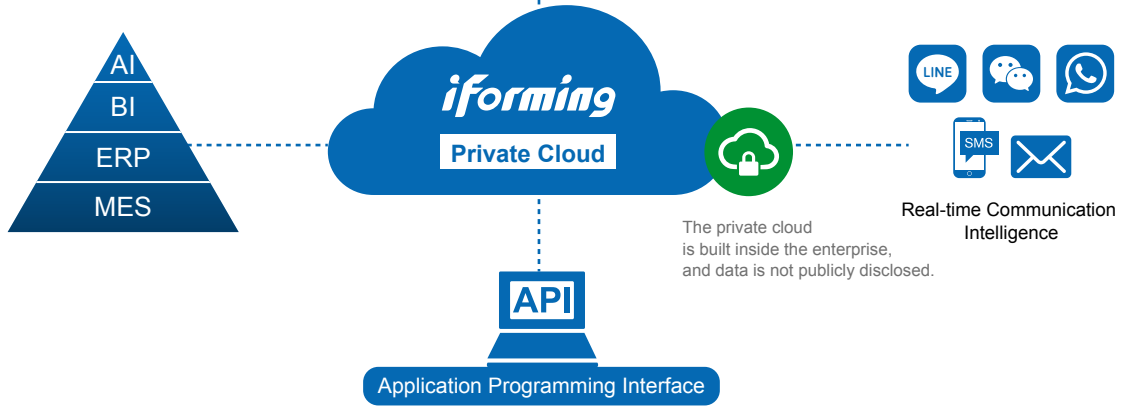 AI
BI
ERP
MES
iforming
Private Cloud
The private cloud
is built inside the enterprise,
and data is not publicly disclosed.
LINE
SMS
Real-time Communication
Intelligence
API
Application Programming Interface